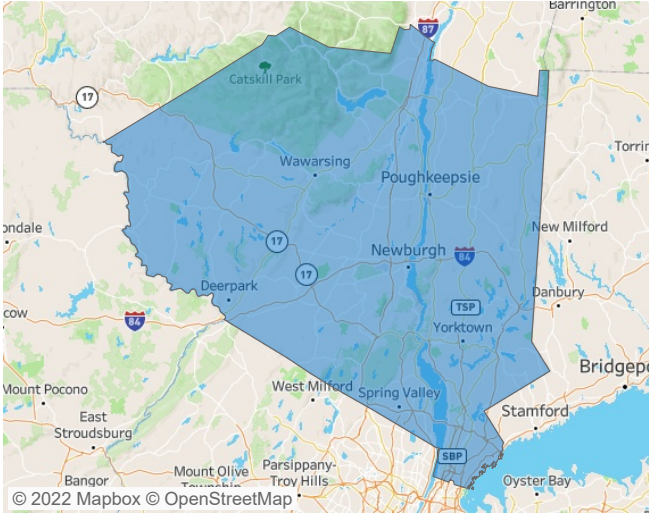 Barrington
87
Catskill Park
17
Wawarsing
Torrin
Poughkeepsie
ondale
17
New Milford
Newburgh
84
17
Deerpark
Danbury
TSP
cow
84
Yorktown
Bridgepo
Mount Pocono
West Milford
Spring Valley
Stamford
East
Stroudsburg
SBP
Mount Olive
Township
Parsippany-
Troy Hills
Oyster Bay
Bangor
© 2022 Mapbox © OpenStreetMap